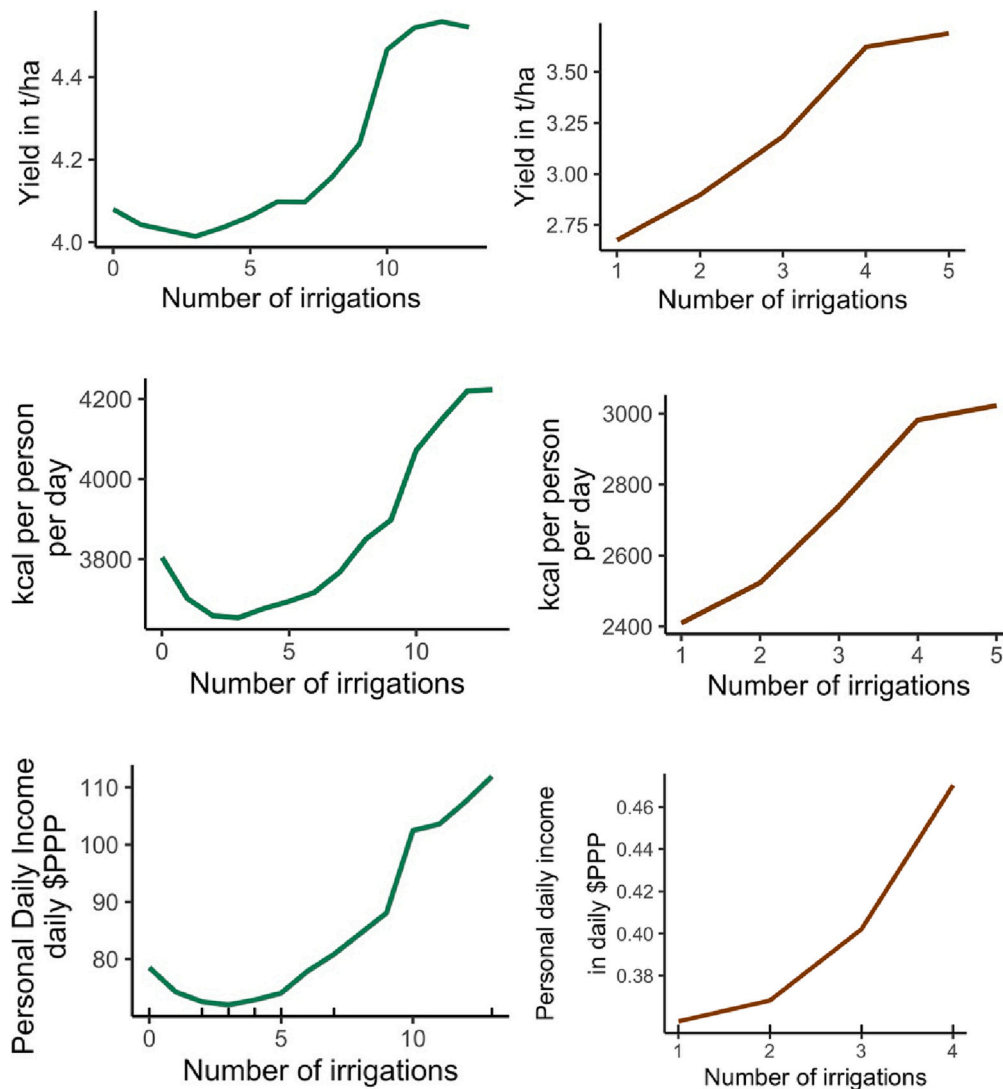 Yield in t/ha
4.4
4.2
4.0
0 5 10
Number of irrigations
Yield in t/ha
3.50
3.25
3.00
2.75
1 2 3 4 5
Number of irrigations
kcal per person
per day
4200
4000
3800
0 5 10
Number of irrigations
kcal per person
per day
3000
2800
2600
2400
1 2 3 4 5
Number of irrigations
Personal Daily Income
daily $PPP
110
100
90
80
0 5 10
Number of irrigations
Personal daily income
in daily $PPP
0.46
0.44
0.42
0.40
0.38
1 2 3 4
Number of irrigations